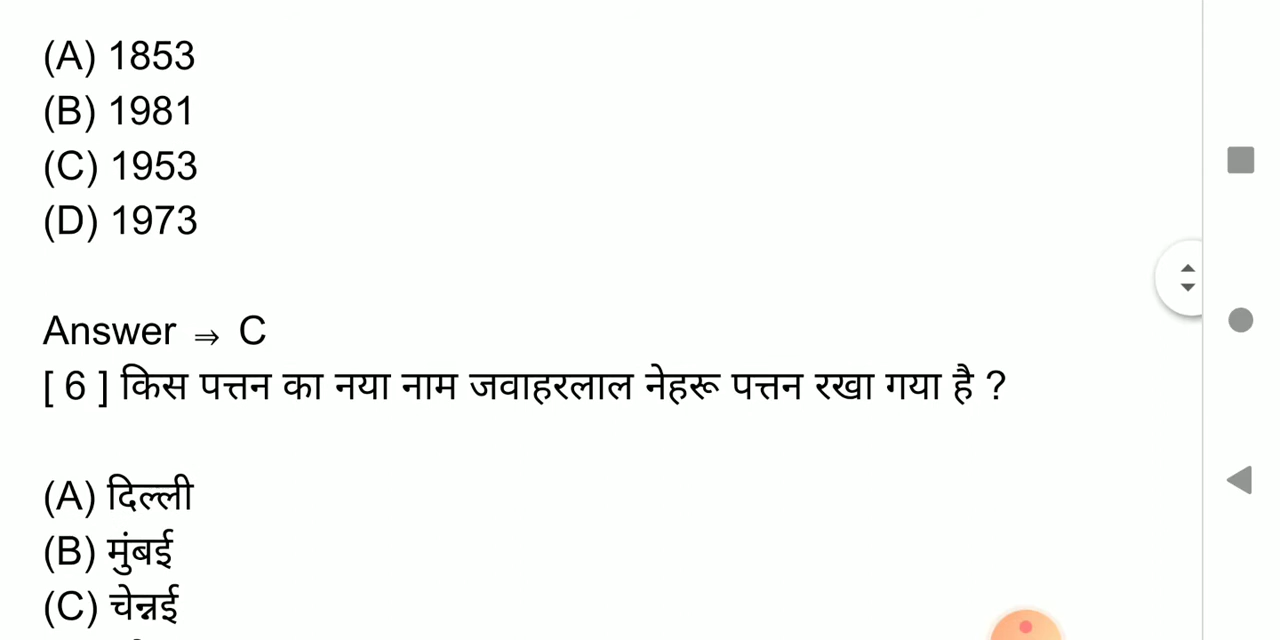 (A) 1853
(B) 1981
(C) 1953
(D) 1973
Answer ⇒ C
[ 6 ] किस पत्तन का नया नाम जवाहरलाल नेहरू पत्तन रखा गया है ?
(A) दिल्ली
(B) मुंबई
(C) चेन्नई